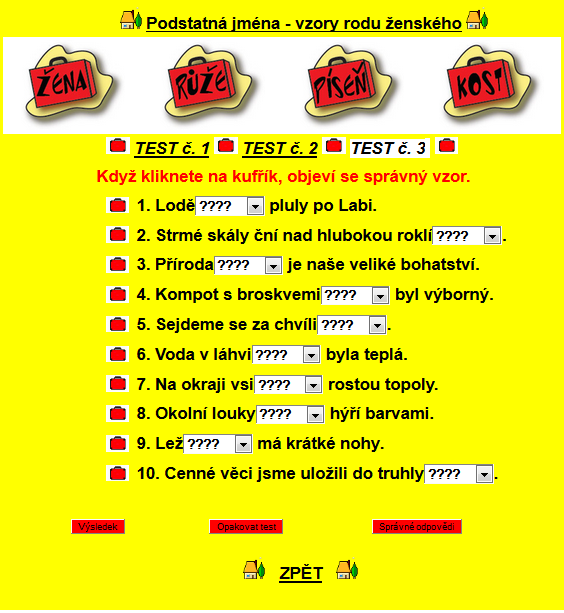 Podstatná jména - vzory rodu ženského
ŽENA RŮŽE PÍSEŇ KOST
TEST č. 1 TEST č. 2 TEST č. 3
Když kliknete na kufřík, objeví se správný vzor.
1. Lodě ???? pluly po Labi.
2. Strmé skály ční nad hlubokou roklí ????.
3. Příroda ???? je naše veliké bohatství.
4. Kompot s broskvemi ???? byl výborný.
5. Sejdeme se za chvíli ????.
6. Voda v láhvi ???? byla teplá.
7. Na okraji vsi ???? rostou topoly.
8. Okolní louky ???? hýří barvami.
9. Lež ???? má krátké nohy.
10. Cenné věci jsme uložili do truhly ????.
Výsledek Opakovat test Správné odpovědi
ZPĚT